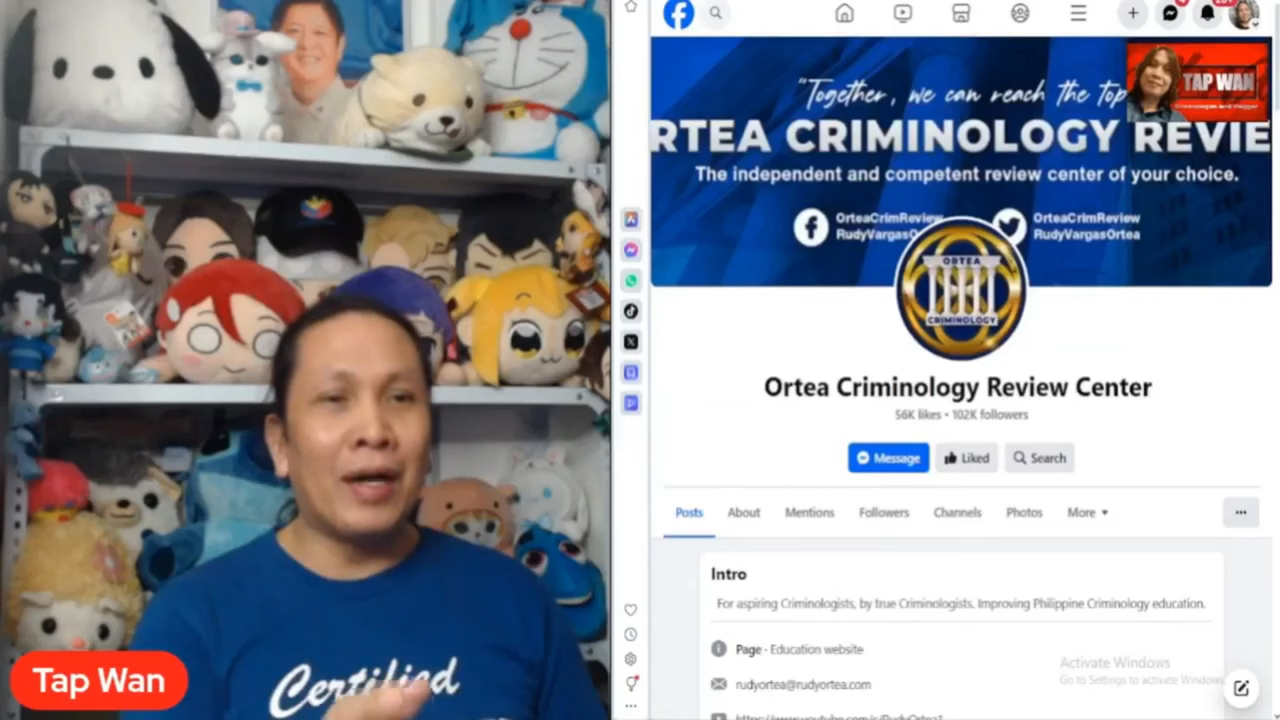 Tap Wan
Certified
"Together, we can reach the top
TAP WAN
RTEA CRIMINOLOGY REVIE
The independent and competent review center of your choice.
OrteaCrimReview
RudyVargasO
OrteaCrimReview
RudyVargasOrtea
ORTEA
CRIMINOLOGY
Ortea Criminology Review Center
56K likes • 102K followers
Message
Liked
Search
Posts
About
Mentions
Followers
Channels
Photos
More
Intro
For aspiring Criminologists, by true Criminologists. Improving Philippine Criminology education.
Page · Education website
rudyortea@rudyortea.com
Activate Windows
Go to Settings to activate Windows.